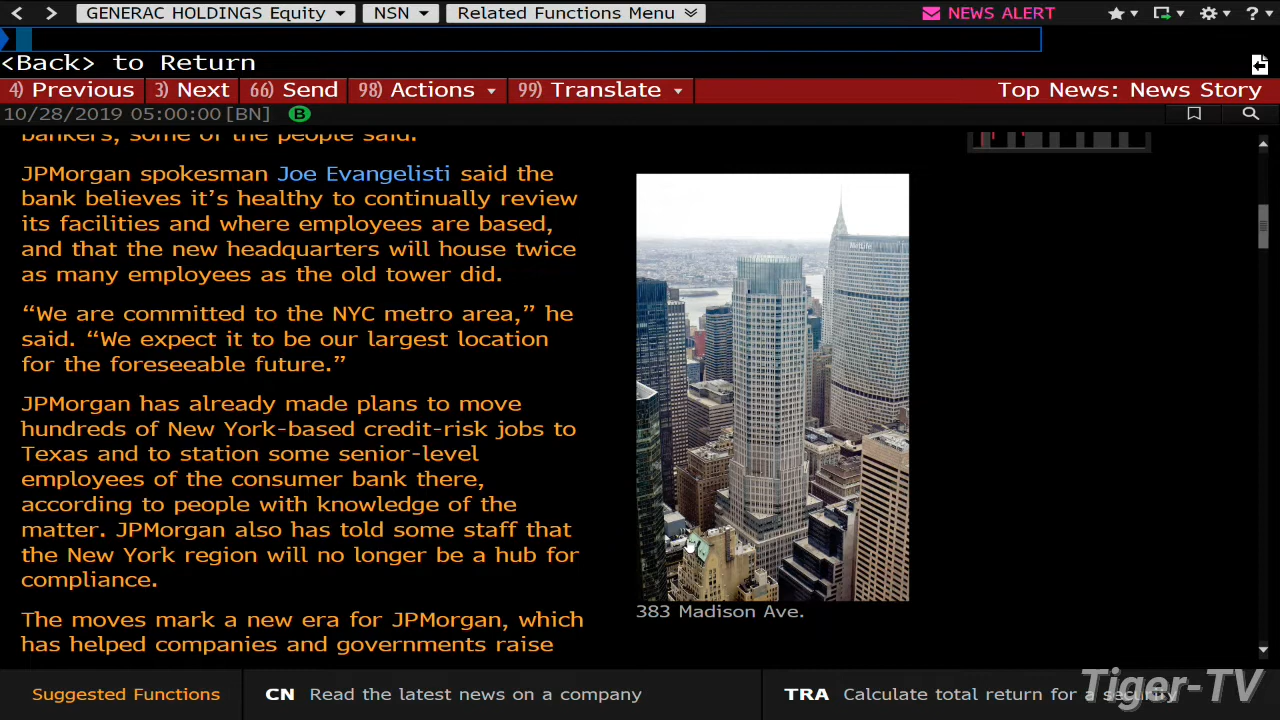 GENERAC HOLDINGS Equity NSN Related Functions Menu NEWS ALERT ?
<Back> to Return
4) Previous 3) Next 66) Send 98) Actions 99) Translate Top News: News Story
10/28/2019 05:00:00 [BN] B
bankers, some of the people said.
JPMorgan spokesman Joe Evangelisti said the
bank believes it’s healthy to continually review
its facilities and where employees are based,
and that the new headquarters will house twice
as many employees as the old tower did.
“We are committed to the NYC metro area,” he
said. “We expect it to be our largest location
for the foreseeable future.”
JPMorgan has already made plans to move
hundreds of New York-based credit-risk jobs to
Texas and to station some senior-level
employees of the consumer bank there,
according to people with knowledge of the
matter. JPMorgan also has told some staff that
the New York region will no longer be a hub for
compliance.
The moves mark a new era for JPMorgan, which
has helped companies and governments raise
MetLife
383 Madison Ave.
Suggested Functions CN Read the latest news on a company TRA Calculate total return for a security
Tiger-TV